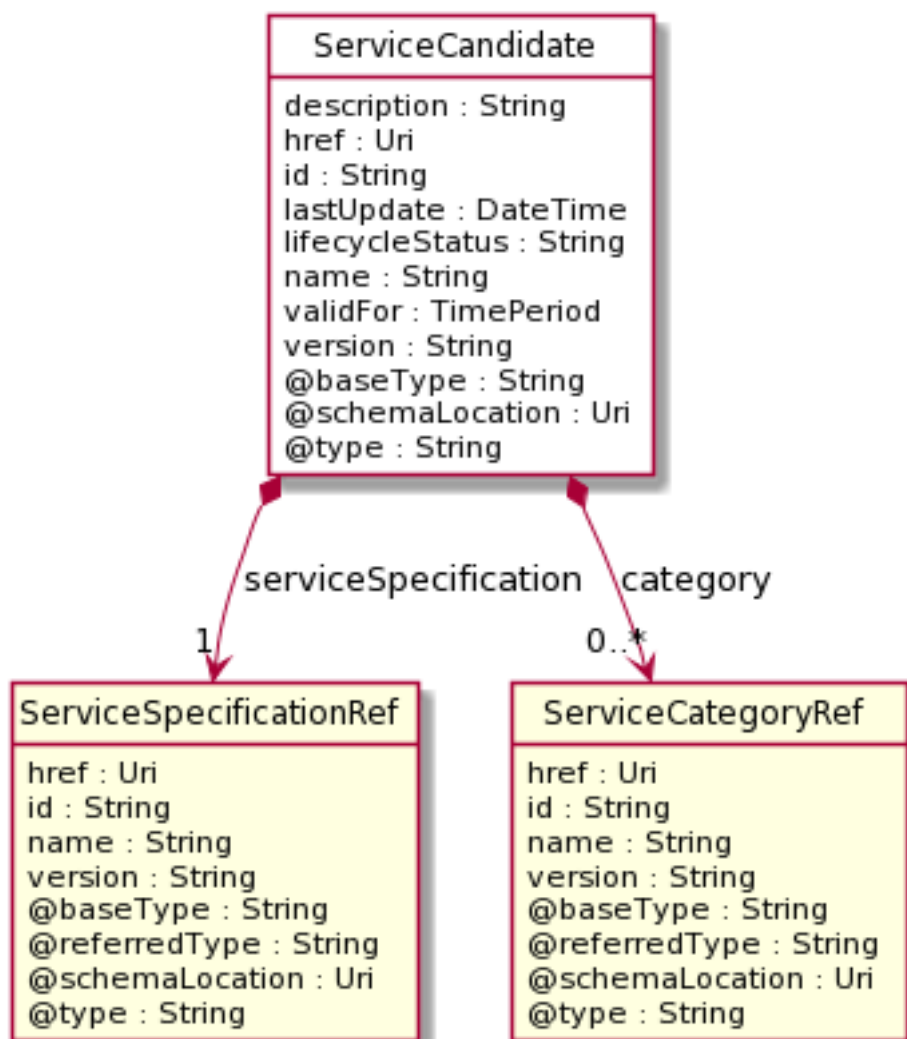 ServiceCandidate
description : String
href : Uri
id : String
lastUpdate : DateTime
lifecycleStatus : String
name : String
validFor : TimePeriod
version : String
@baseType : String
@schemaLocation : Uri
@type : String
serviceSpecification
category
1
0..*
ServiceSpecificationRef
href : Uri
id : String
name : String
version : String
@baseType : String
@referredType : String
@schemaLocation : Uri
@type : String
ServiceCategoryRef
href : Uri
id : String
name : String
version : String
@baseType : String
@referredType : String
@schemaLocation : Uri
@type : String